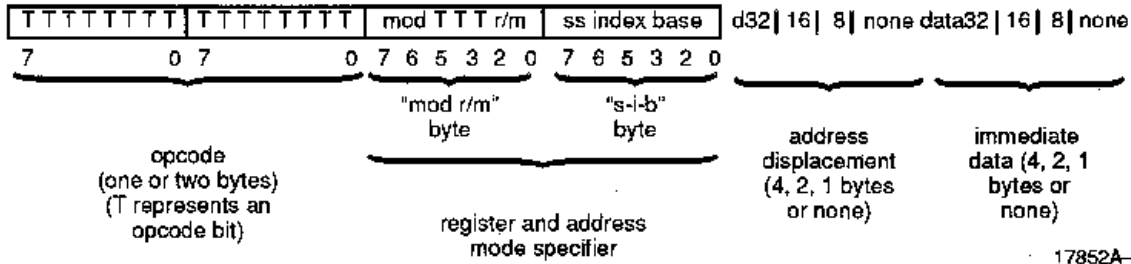 T T T T T T T T T T T T T T T T mod T T T r/m ss index base d32 | 16 | 8 | none data32 | 16 | 8 | none
7 0 7 0 7 6 5 3 2 0 7 6 5 3 2 0
"mod r/m" byte
"s-i-b" byte
opcode
(one or two bytes)
(T represents an
opcode bit)
register and address
mode specifier
address
displacement
(4, 2, 1 bytes
or none)
immediate
data (4, 2, 1
bytes or
none)
17852A-